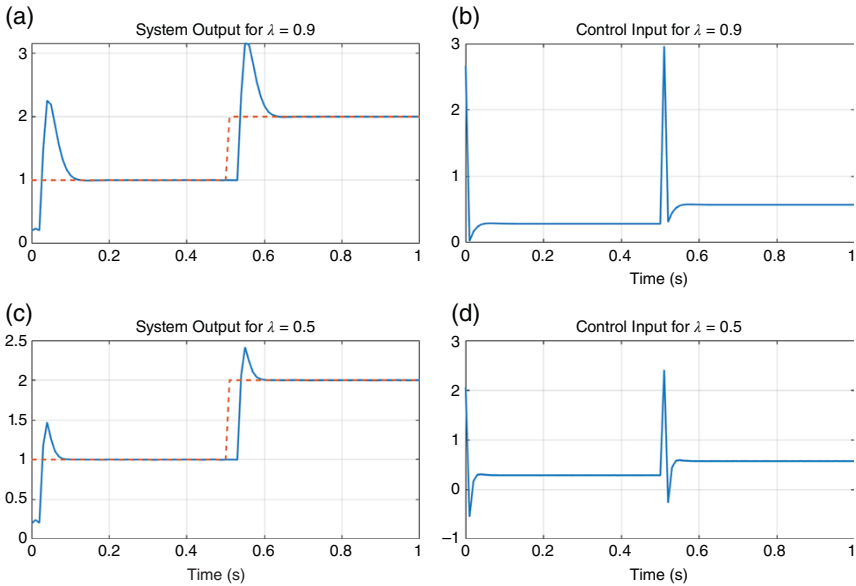 (a)
System Output for λ = 0.9
3
2
1
0
0 0.2 0.4 0.6 0.8 1
(b)
Control Input for λ = 0.9
3
2
1
0
0 0.2 0.4 0.6 0.8 1
Time (s)
(c)
System Output for λ = 0.5
2.5
2
1.5
1
0.5
0
0 0.2 0.4 0.6 0.8 1
Time (s)
(d)
Control Input for λ = 0.5
3
2
1
0
−1
0 0.2 0.4 0.6 0.8 1
Time (s)